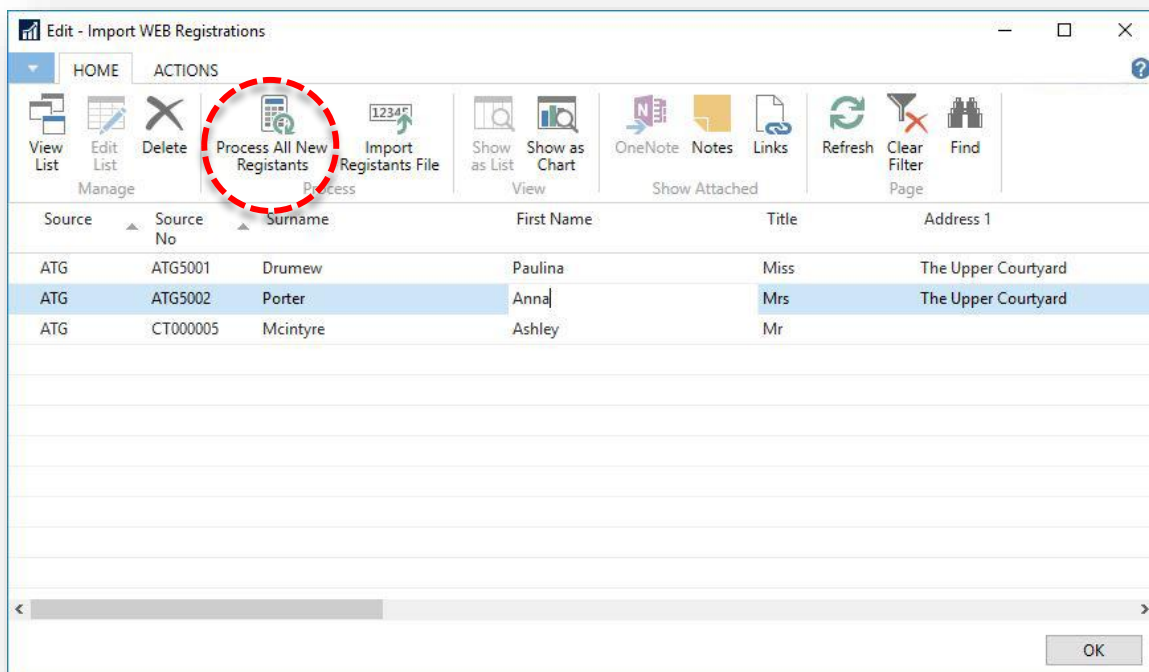 Edit - Import WEB Registrations
HOME ACTIONS
View List
Edit List
Delete
Process All New Registants
12345
Import Registants File
Show as List
Show as Chart
N
OneNote
Notes
Links
Refresh
Clear Filter
Find
Manage Process View Show Attached Page
Source Source No Surname First Name Title Address 1
ATG ATG5001 Drumew Paulina Miss The Upper Courtyard
ATG ATG5002 Porter Anna Mrs The Upper Courtyard
ATG CT000005 Mcintyre Ashley Mr
OK